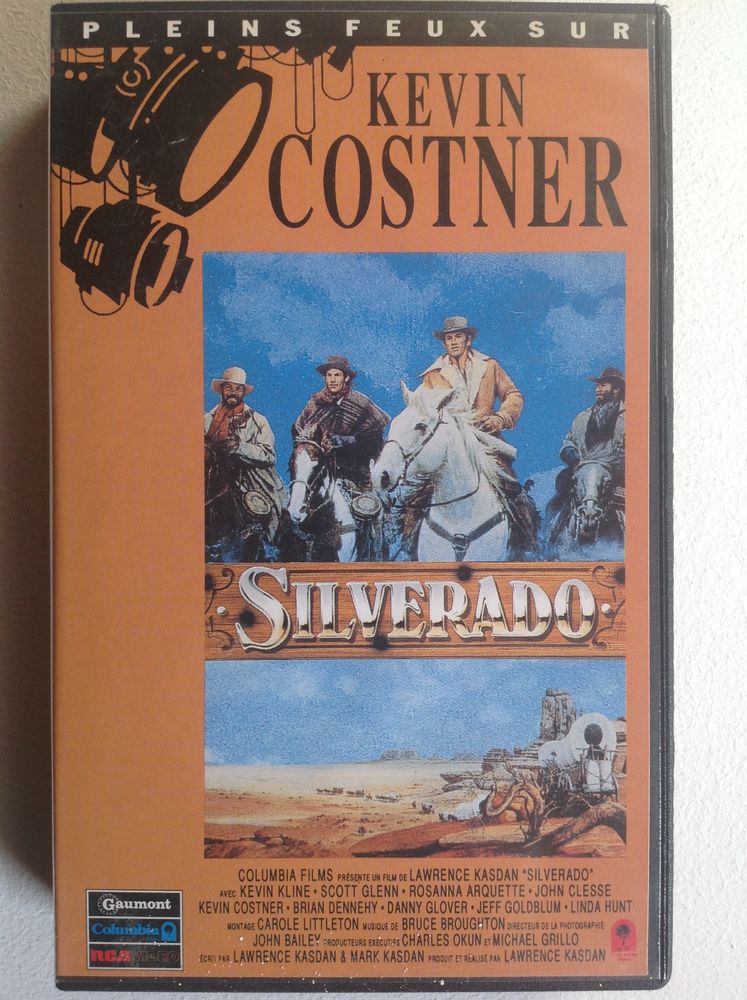 PLEINS FEUX SUR
KEVIN
COSTNER
SILVERADO
COLUMBIA FILMS PRÉSENTE UN FILM DE LAWRENCE KASDAN "SILVERADO"
AVEC KEVIN KLINE · SCOTT GLENN · ROSANNA ARQUETTE · JOHN CLESSE
KEVIN COSTNER · BRIAN DENNEHY · DANNY GLOVER · JEFF GOLDBLUM · LINDA HUNT
MONTAGE CAROLE LITTLETON MUSIQUE DE BRUCE BROUGHTON DIRECTEUR DE LA PHOTOGRAPHIE
JOHN BAILEY PRODUCTEURS EXECUTIFS CHARLES OKUN ET MICHAEL GRILLO
ÉCRIT PAR LAWRENCE KASDAN & MARK KASDAN PRODUIT ET RÉALISÉ PAR LAWRENCE KASDAN
Gaumont
Columbia
RCA VIDEO